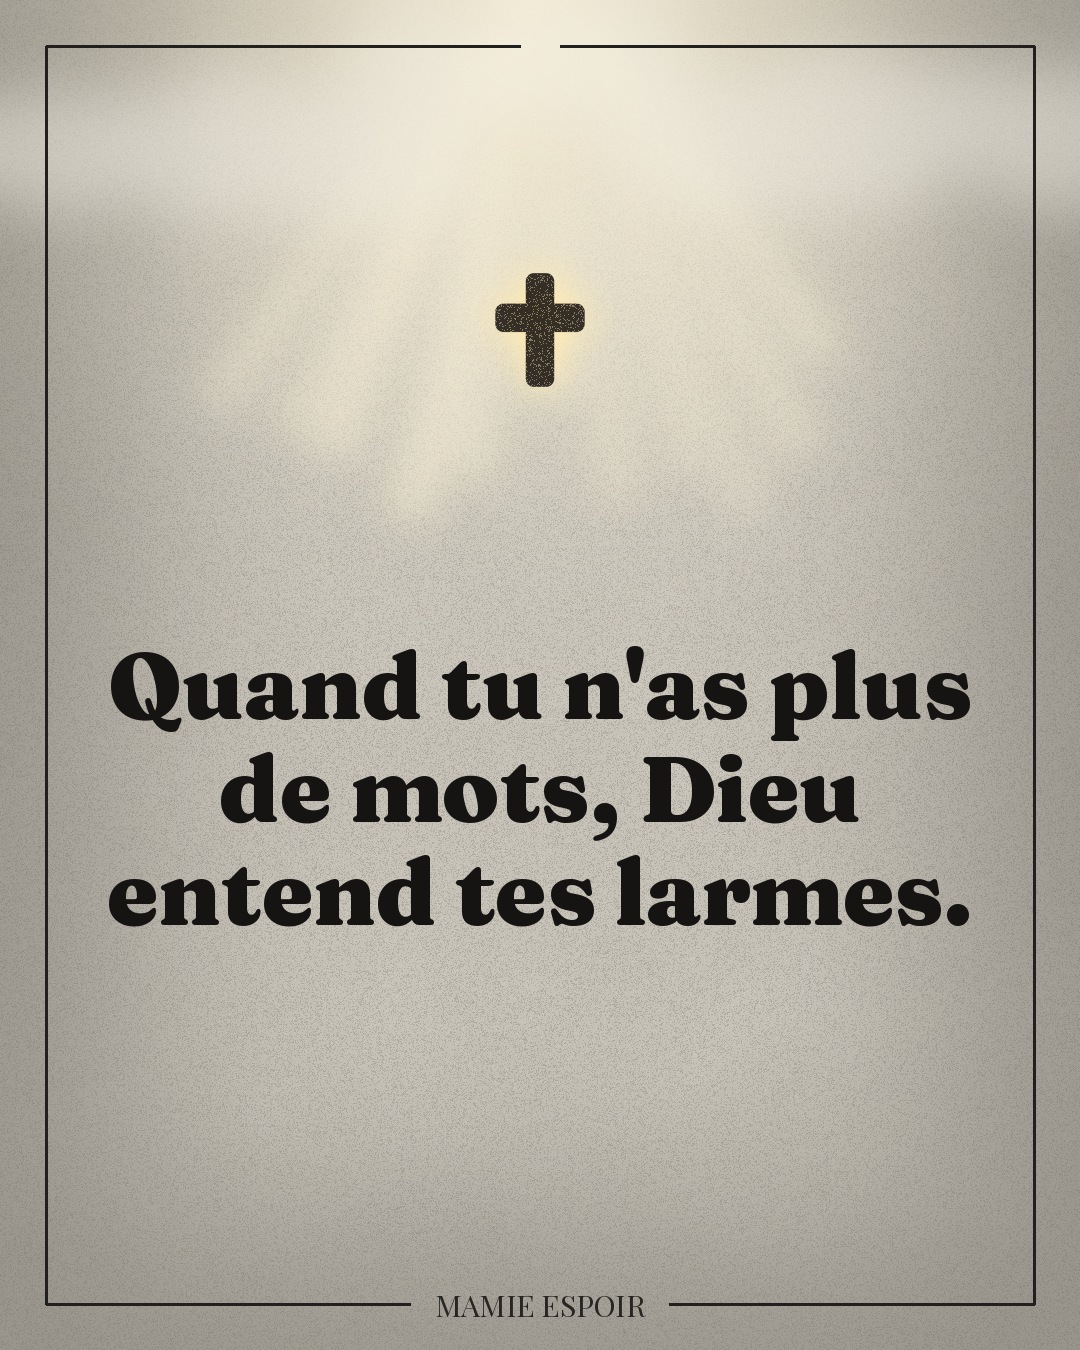 Quand tu n'as plus
de mots, Dieu
entend tes larmes.
MAMIE ESPOIR